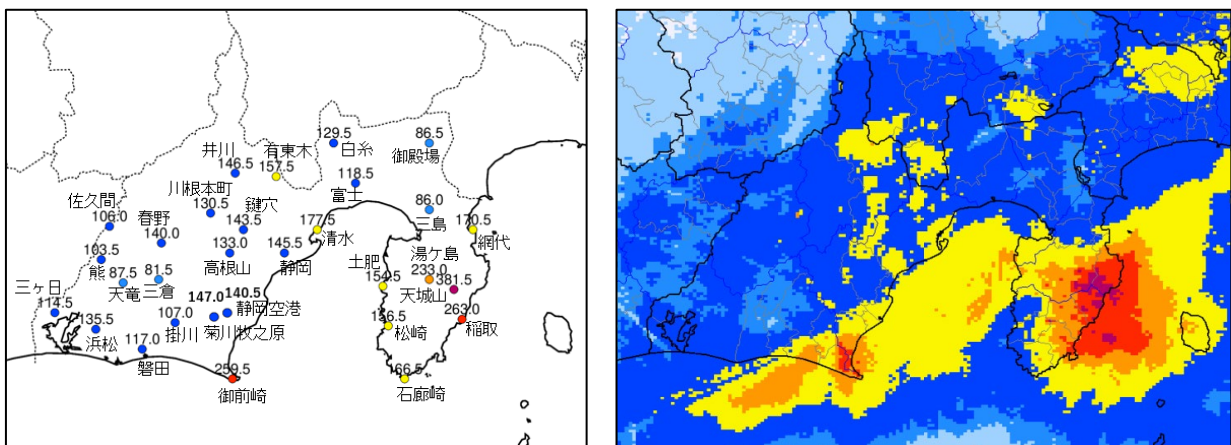 129.5
白糸
86.5
御殿場
井川
146.5
有東木
157.5
118.5
富士
川根本町
130.5
鍵穴
143.5
86.0
三島
佐久間
106.0
春野
140.0
177.5
清水
170.5
網代
103.5
熊
133.0
高根山
145.5
静岡
湯ケ島
233.0
土肥
154.5
381.5
天城山
87.5
天竜
81.5
三倉
三ヶ日
114.5
147.0
140.5
静岡空港
263.0
稲取
135.5
浜松
107.0
掛川
菊川牧之原
156.5
松崎
117.0
磐田
259.5
御前崎
166.5
石廊崎